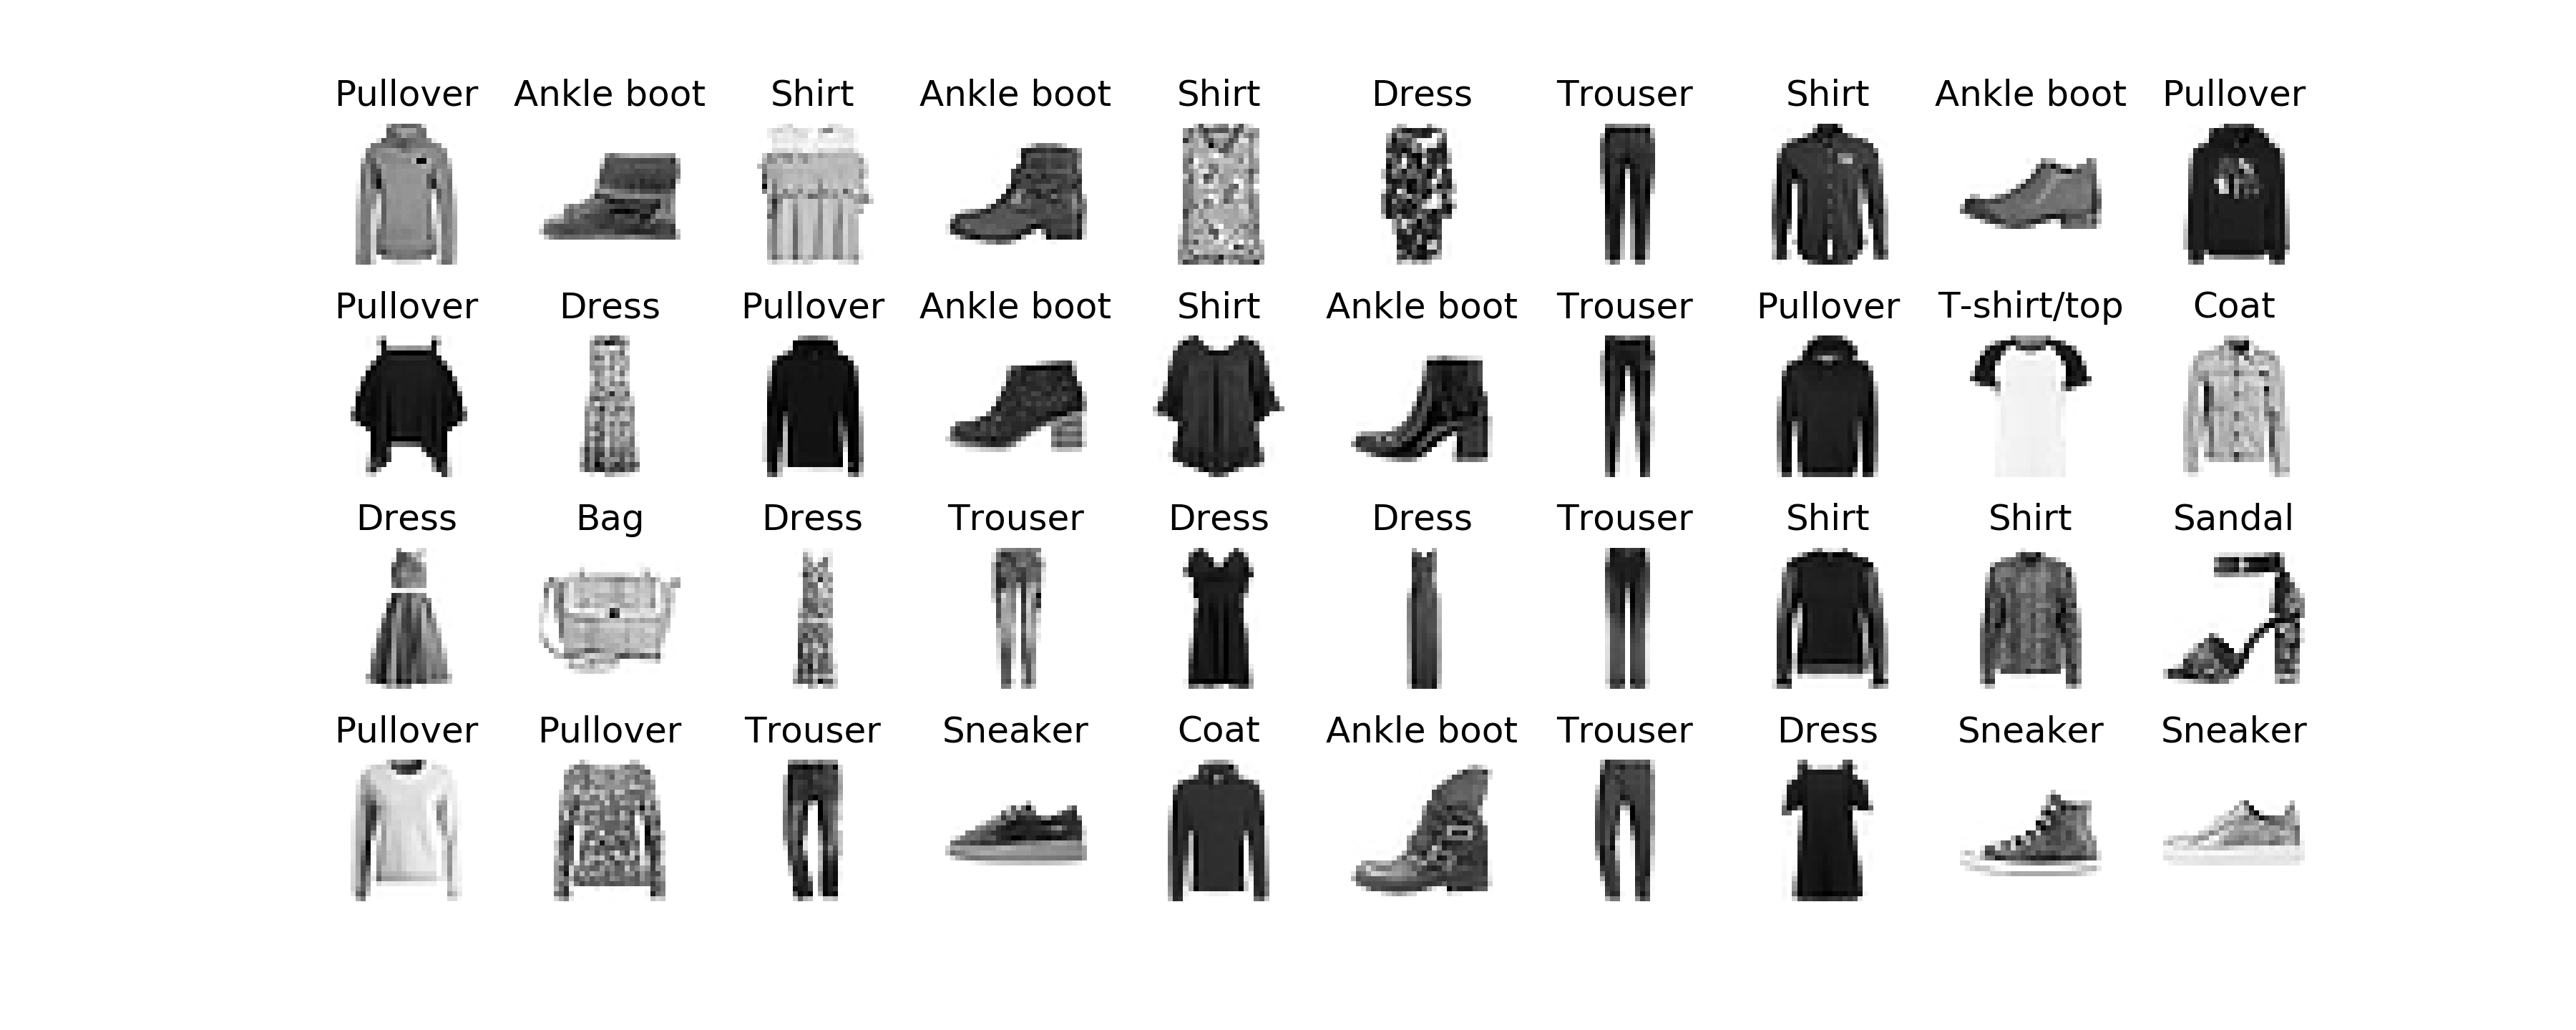 Pullover Ankle boot Shirt Ankle boot Shirt Dress Trouser Shirt Ankle boot Pullover
Pullover Dress Pullover Ankle boot Shirt Ankle boot Trouser Pullover T-shirt/top Coat
Dress Bag Dress Trouser Dress Dress Trouser Shirt Shirt Sandal
Pullover Pullover Trouser Sneaker Coat Ankle boot Trouser Dress Sneaker Sneaker